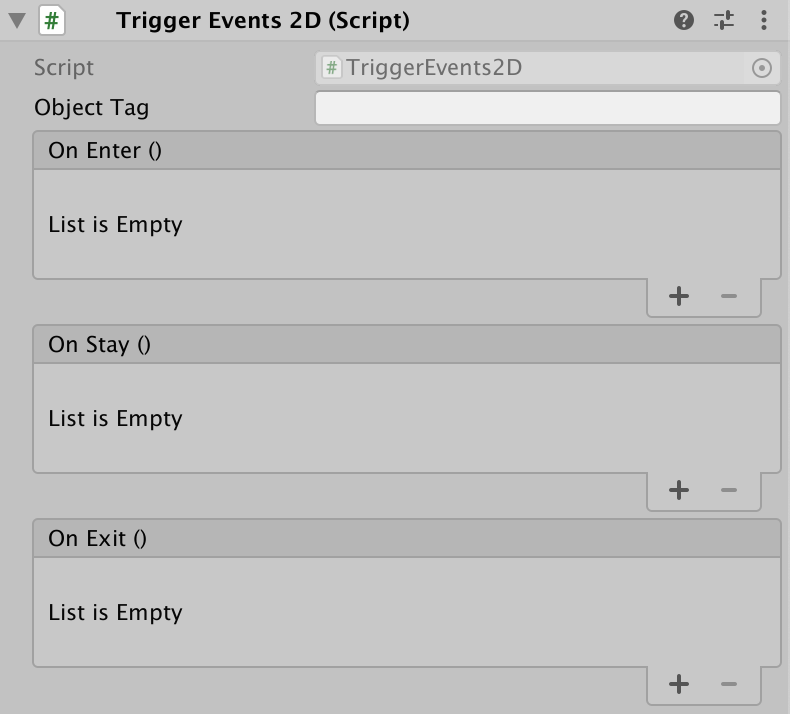 # Trigger Events 2D (Script)
Script # TriggerEvents2D
Object Tag
On Enter ()
List is Empty
+ −
On Stay ()
List is Empty
+ −
On Exit ()
List is Empty
+ −